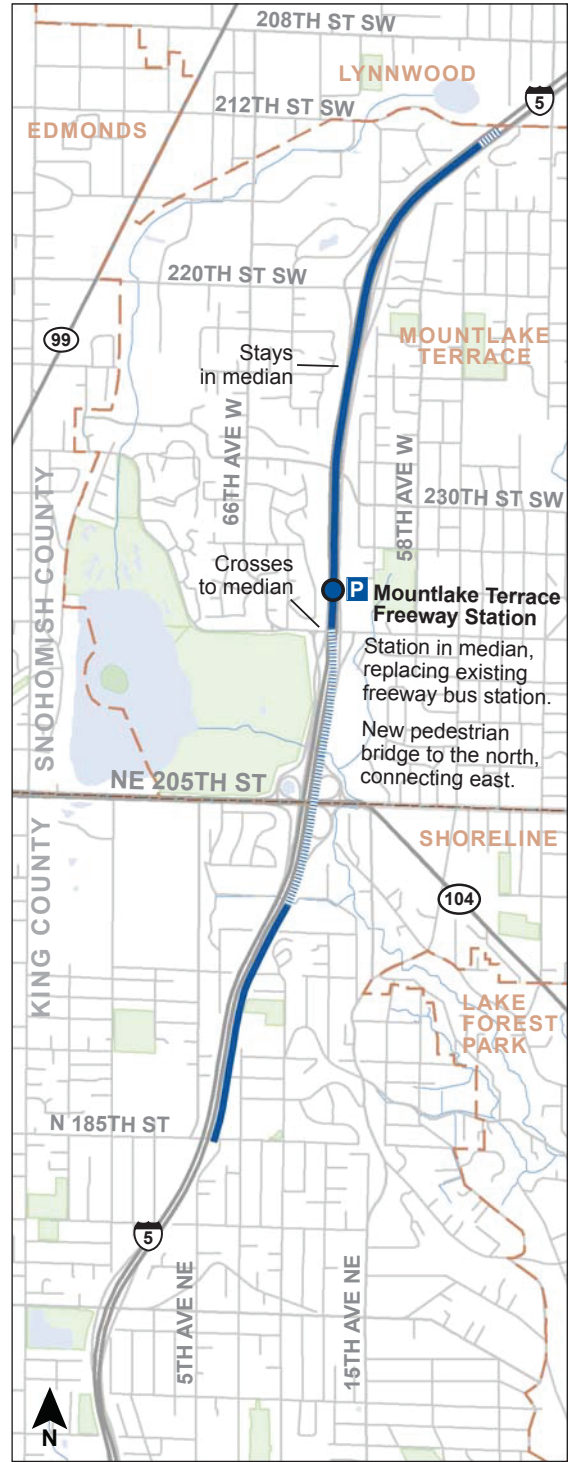 208TH ST SW
LYNNWOOD
5
212TH ST SW
EDMONDS
220TH ST SW
99
MOUNTLAKE
TERRACE
Stays
in median
66TH AVE W
58TH AVE W
230TH ST SW
SNOHOMISH COUNTY
Crosses
to median
P
Mountlake Terrace
Freeway Station
Station in median,
replacing existing
freeway bus station.
New pedestrian
bridge to the north,
connecting east.
NE 205TH ST
SHORELINE
KING COUNTY
104
LAKE
FOREST
PARK
N 185TH ST
5
5TH AVE NE
15TH AVE NE
N